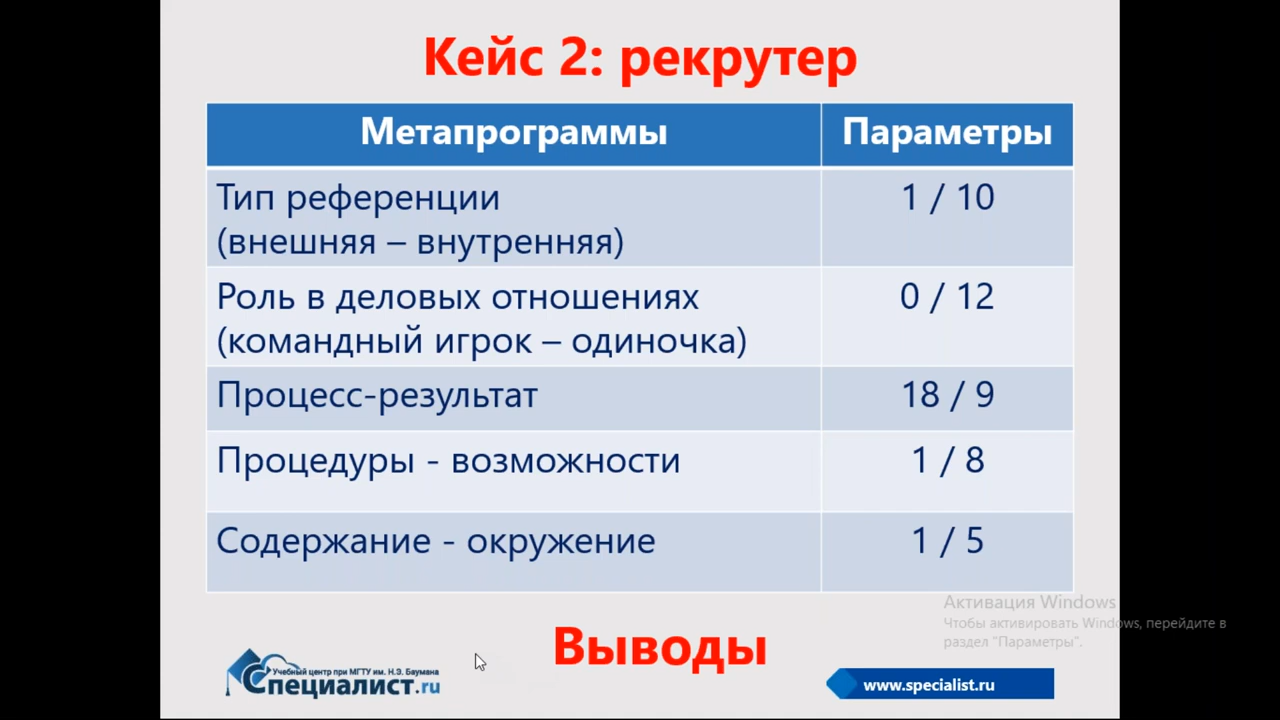 Кейс 2: рекрутер
Метапрограммы
Параметры
Тип референции
(внешняя – внутренняя)
1 / 10
Роль в деловых отношениях
(командный игрок – одиночка)
0 / 12
Процесс-результат
18 / 9
Процедуры - возможности
1 / 8
Содержание - окружение
1 / 5
Активация Windows
Чтобы активировать Windows, перейдите в
раздел "Параметры".
Выводы
Учебный центр при МГТУ им. Н.Э. Баумана
Специалист.ru
www.specialist.ru